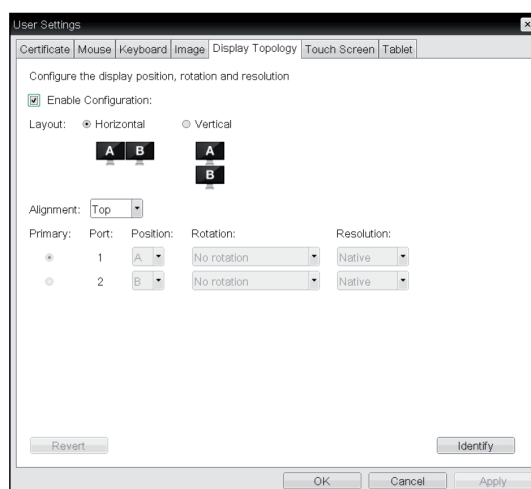 User Settings
Certificate Mouse Keyboard Image Display Topology Touch Screen Tablet
Configure the display position, rotation and resolution
Enable Configuration:
Layout: Horizontal Vertical
A B A
B
Alignment: Top
Primary: Port: Position: Rotation: Resolution:
1 A No rotation Native
2 B No rotation Native
Revert Identify
OK Cancel Apply